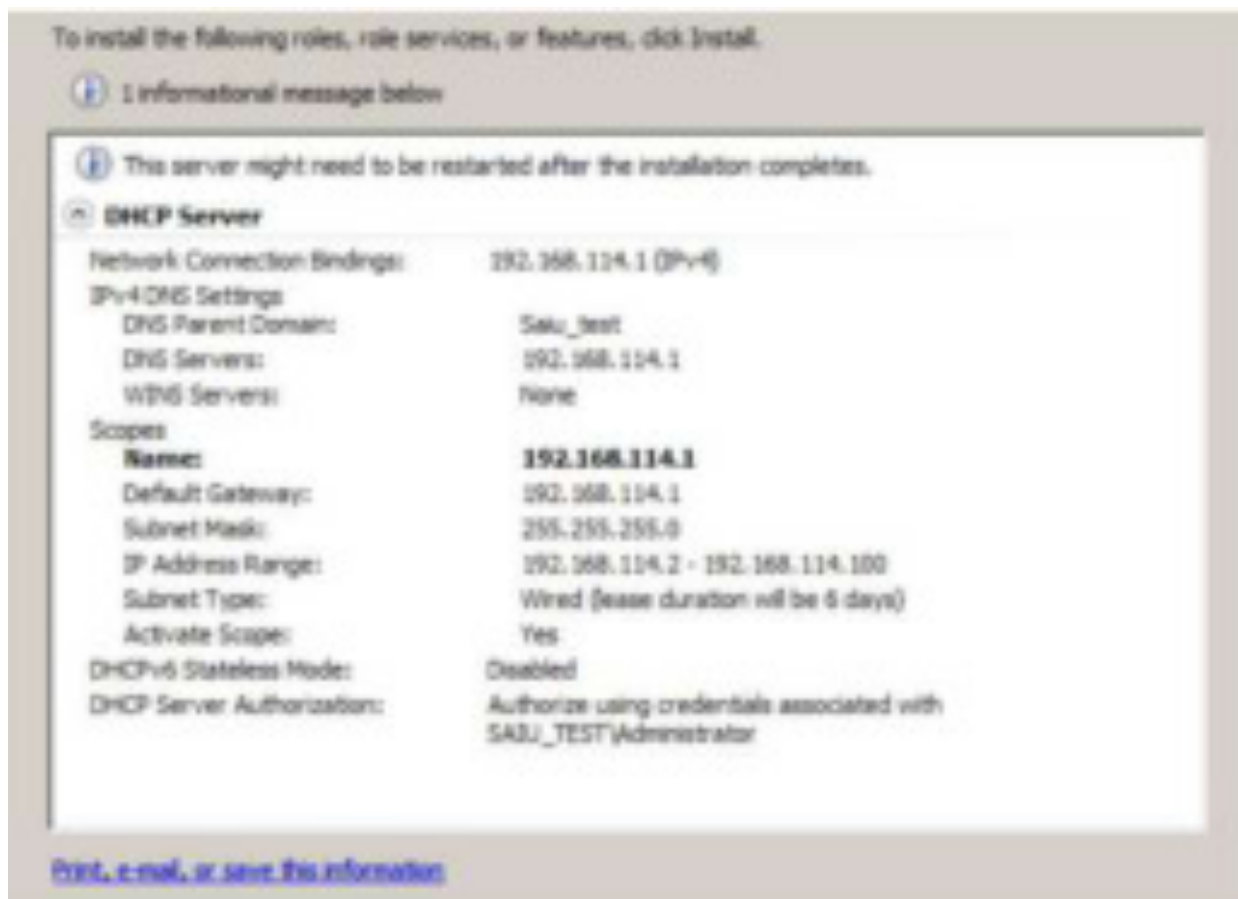 To install the following roles, role services, or features, click Install.
1 informational message below
This server might need to be restarted after the installation completes.
DHCP Server
Network Connection Bindings: 192.168.114.1 (IPv4)
IPv4 DNS Settings
DNS Parent Domain: Saiu_test
DNS Servers: 192.168.114.1
WINS Servers: None
Scopes
Name: 192.168.114.1
Default Gateway: 192.168.114.1
Subnet Mask: 255.255.255.0
IP Address Range: 192.168.114.2 - 192.168.114.100
Subnet Type: Wired (lease duration will be 6 days)
Activate Scope: Yes
DHCPv6 Stateless Mode: Disabled
DHCP Server Authorization: Authorize using credentials associated with
SAIU_TEST\Administrator
Print, e-mail, or save this information